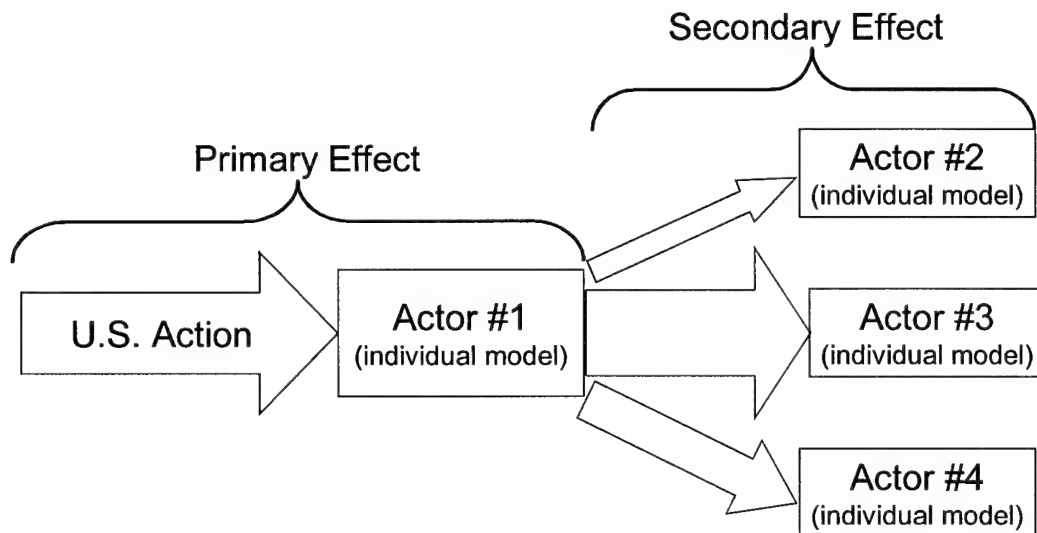 Secondary Effect
Primary Effect
U.S. Action
Actor #1
(individual model)
Actor #2
(individual model)
Actor #3
(individual model)
Actor #4
(individual model)